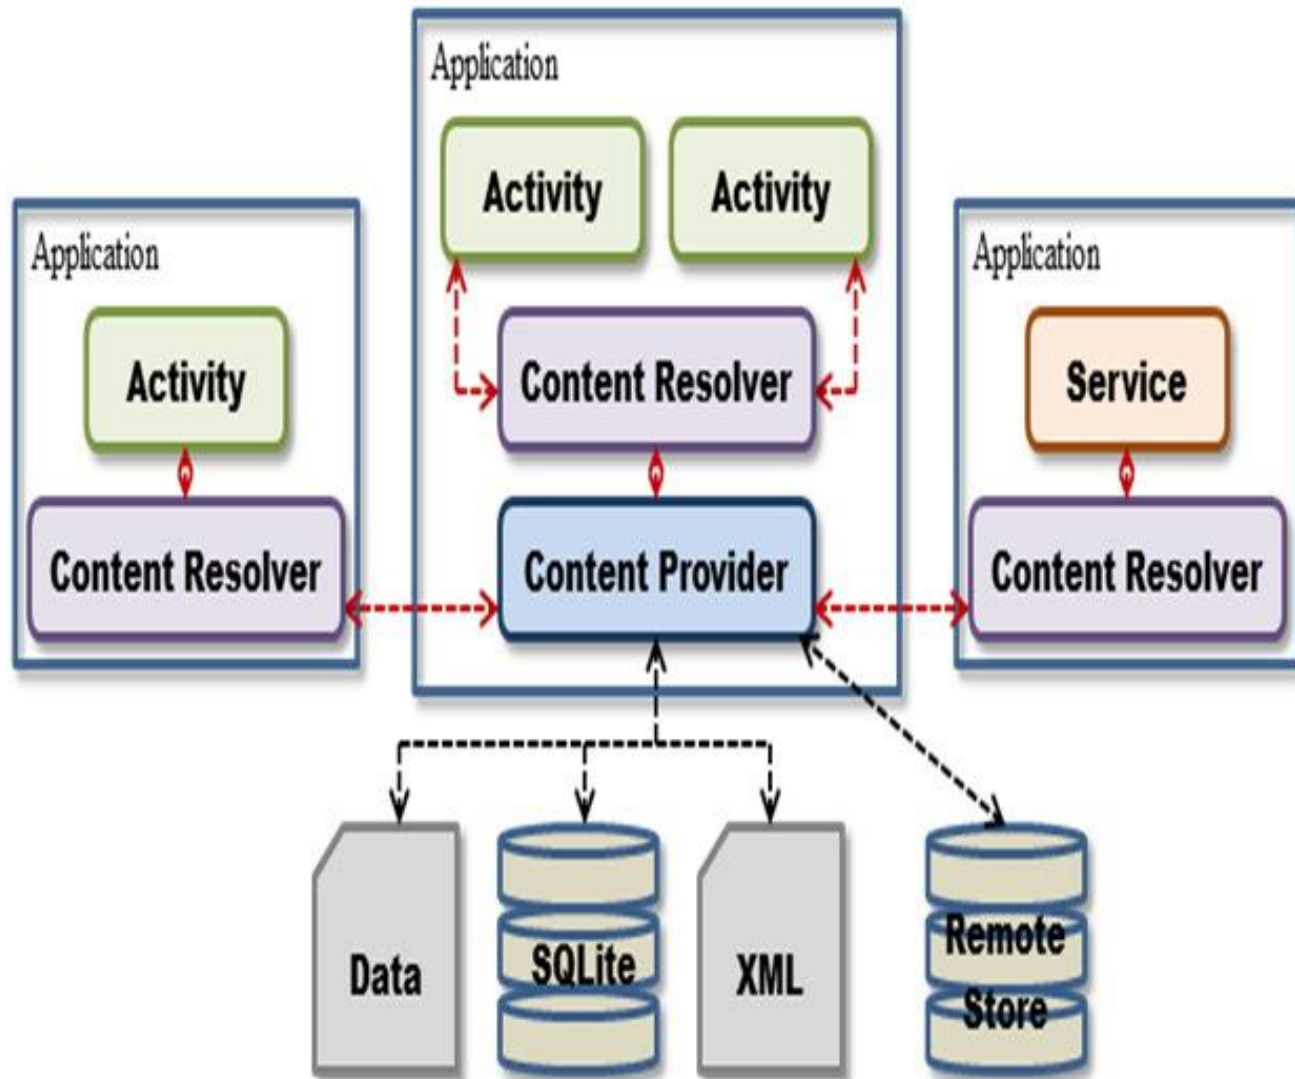 Application
Activity
Activity
Application
Application
Activity
Content Resolver
Service
Content Resolver
Content Provider
Content Resolver
Data
SQLite
XML
Remote
Store